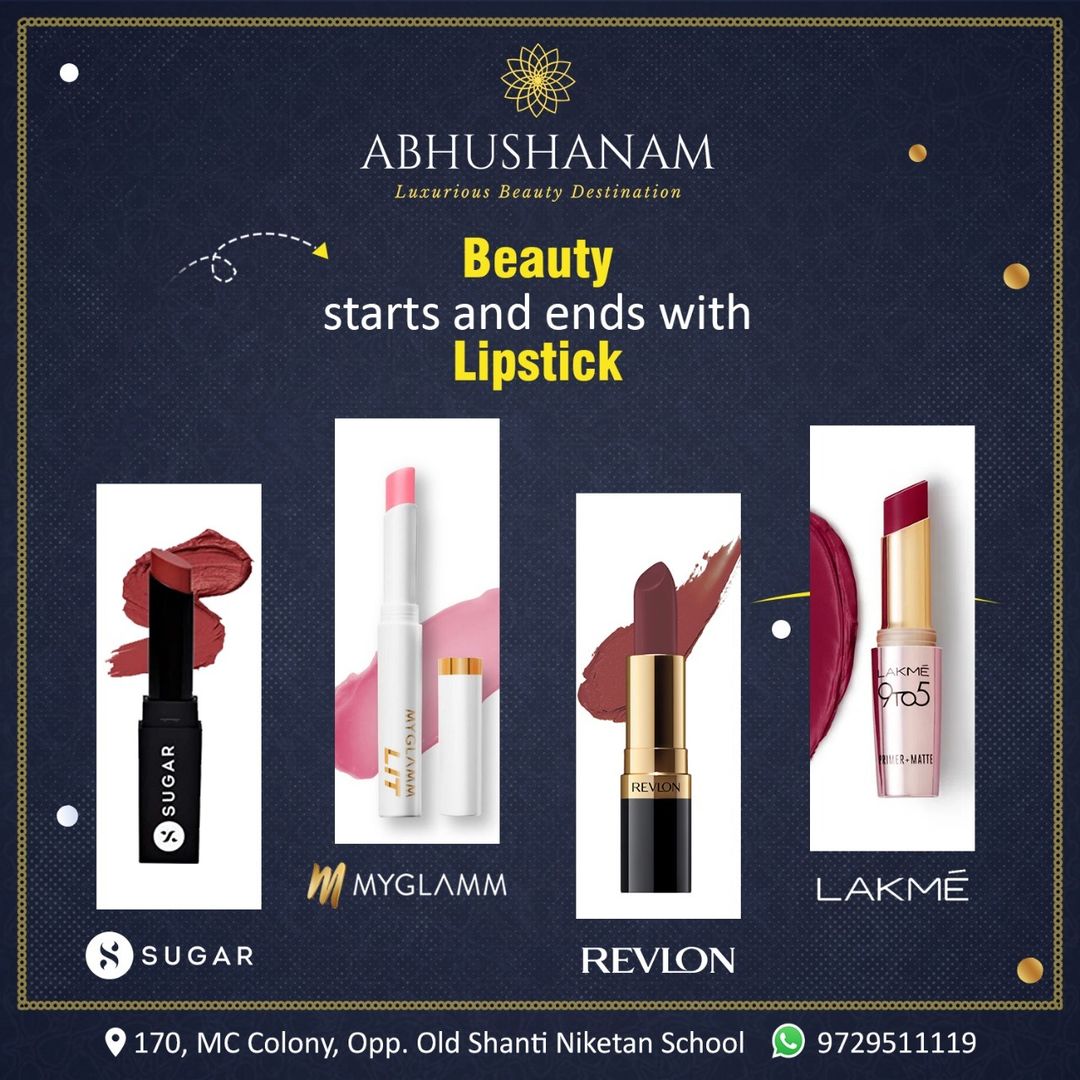 ABHUSHANAM
Luxurious Beauty Destination
Beauty
starts and ends with
Lipstick
SUGAR
MYGLAMM
LIT
REVLON
LAKMÉ
9TO5
PRIMER+MATTE
MYGLAMM
LAKMÉ
SUGAR
REVLON
170, MC Colony, Opp. Old Shanti Niketan School 9729511119